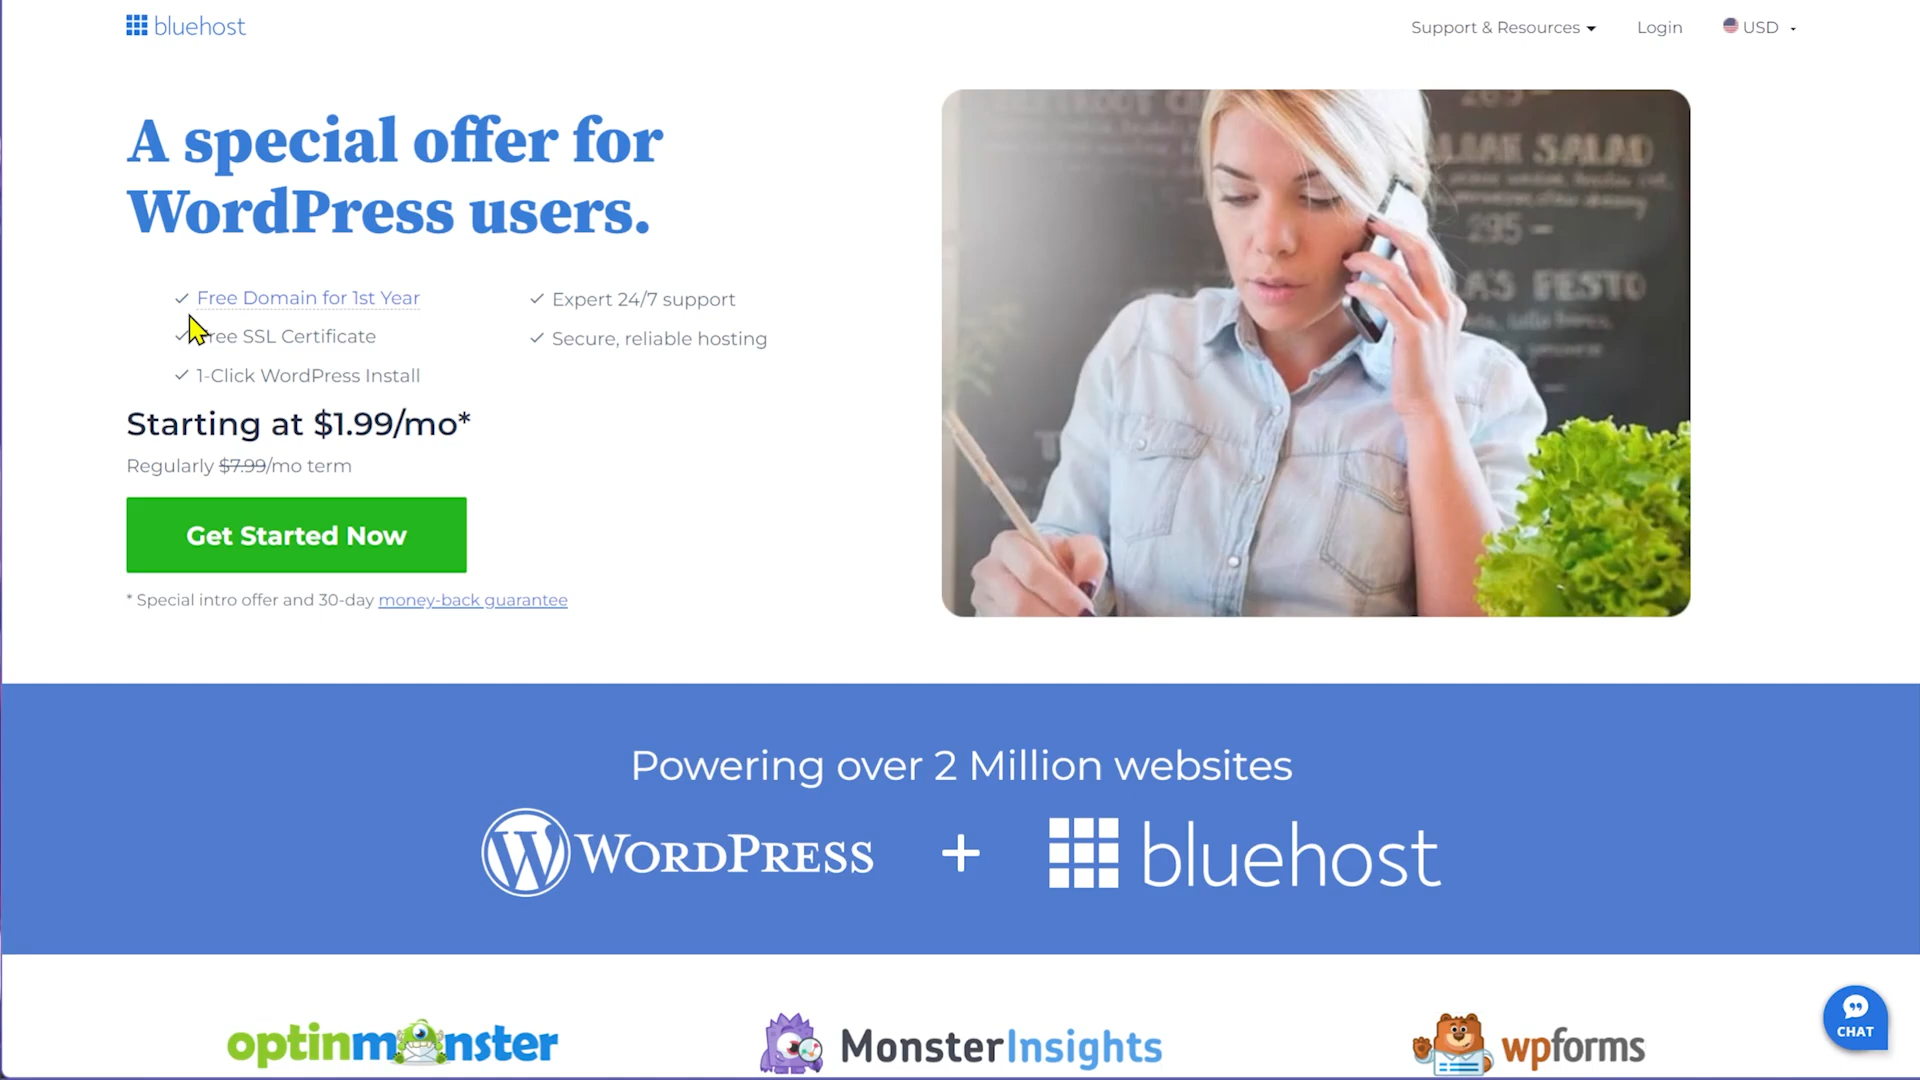 bluehost
Support & Resources
Login
USD
A special offer for
WordPress users.
Free Domain for 1st Year
Expert 24/7 support
Free SSL Certificate
Secure, reliable hosting
1-Click WordPress Install
Starting at $1.99/mo*
Regularly $7.99/mo term
Get Started Now
* Special intro offer and 30-day money-back guarantee
SALAD
295 –
PESTO
Powering over 2 Million websites
WORDPRESS + bluehost
optinmonster
MonsterInsights
wpforms
CHAT